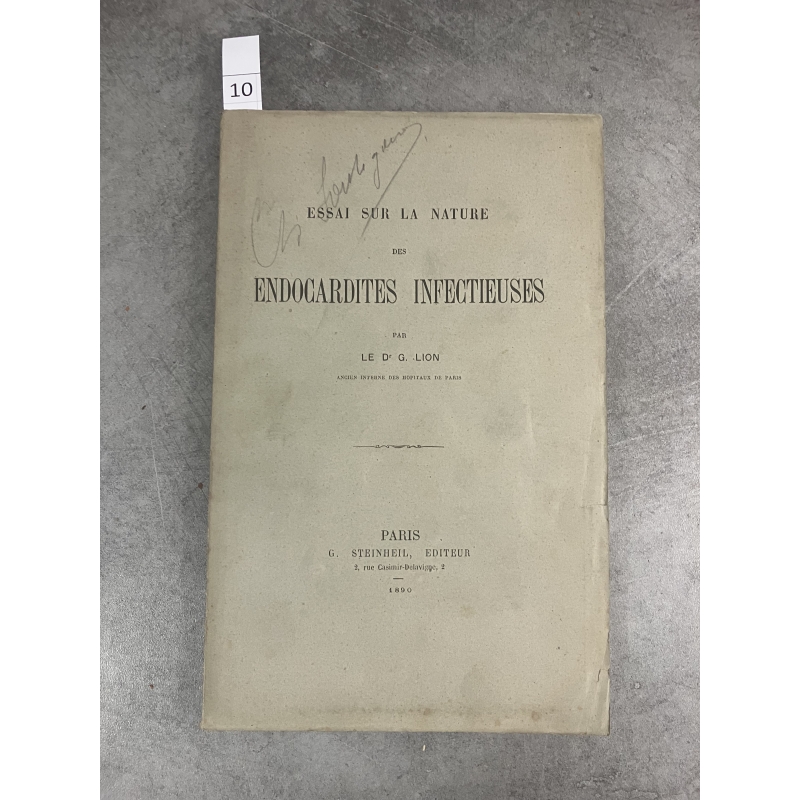 10
ESSAI SUR LA NATURE
DES
ENDOCARDITES INFECTIEUSES
PAR
LE Dr G. LION
ANCIEN INTERNE DES HOPITAUX DE PARIS
PARIS
G. STEINHEIL, EDITEUR
2, rue Casimir-Delavigne, 2
1890